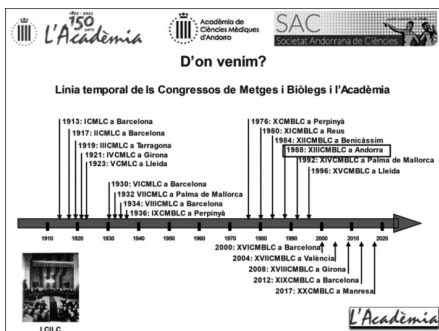 1872-2022
150
ANYS
L'Acadèmia
Acadèmia de
Ciències Mèdiques
d'Andorra
SAC
Societat Andorrana de Ciències
D'on venim?
Línia temporal de ls Congressos de Metges i Biòlegs i l'Acadèmia
1913: ICMLC a Barcelona
1917: IICMLC a Barcelona
1919: IIICMLC a Tarragona
1921: IVCMLC a Girona
1923: VCMLC a Lleida
1930: VICMLC a Barcelona
1932 VIICMLC a Palma de Mallorca
1934: VIIICMLC a Barcelona
1936: IXCMBLC a Perpinyà
1976: XCMBLC a Perpinyà
1980: XICMBLC a Reus
1984: XIICMBLC a Benicàssim
1988: XIIICMBLC a Andorra
1992: XIVCMBLC a Palma de Mallorca
1996: XVCMBLC a Lleida
1910 1920 1930 1940 1950 1960 1970 1980 1990 2000 2010 2020
2000: XVICMBLC a Barcelona
2004: XVIICMBLC a València
2008: XVIIICMBLC a Girona
2012: XIXCMBLC a Barcelona
2017: XXCMBLC a Manresa
L'Acadèmia